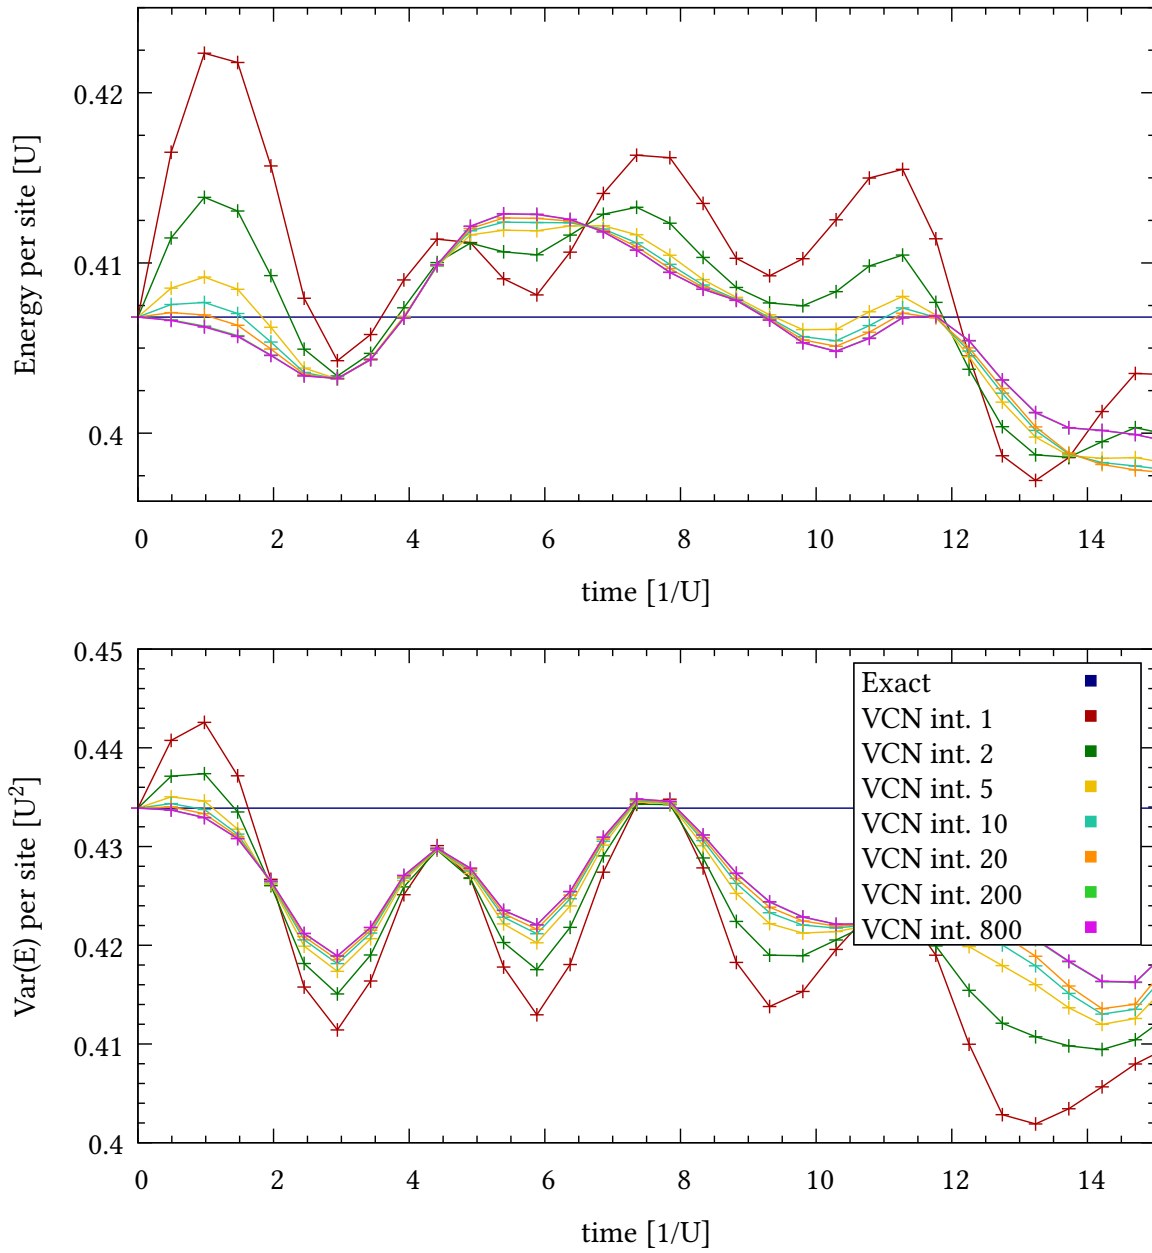 0.42
0.41
0.4
Energy per site [U]
0 2 4 6 8 10 12 14
time [1/U]
0.45
0.44
0.43
0.42
0.41
0.4
Var(E) per site [U²]
Exact
VCN int. 1
VCN int. 2
VCN int. 5
VCN int. 10
VCN int. 20
VCN int. 200
VCN int. 800
0 2 4 6 8 10 12 14
time [1/U]